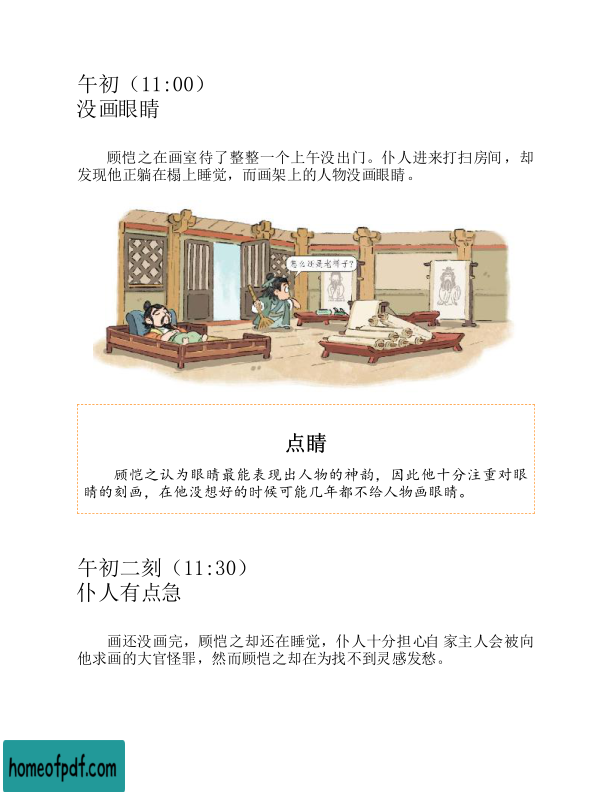 午初（11:00）
没画眼睛
顾恺之在画室待了整整一个上午没出门。仆人进来打扫房间，却
发现他正躺在榻上睡觉，而画架上的人物没画眼睛。
怎么还是老样子？
点睛
顾恺之认为眼睛最能表现出人物的神韵，因此他十分注重对眼
睛的刻画，在他没想好的时候可能几年都不给人物画眼睛。
午初二刻（11:30）
仆人有点急
画还没画完，顾恺之却还在睡觉，仆人十分担心自家主人会被向
他求画的大官怪罪，然而顾恺之却在为找不到灵感发愁。
homeofpdf.com